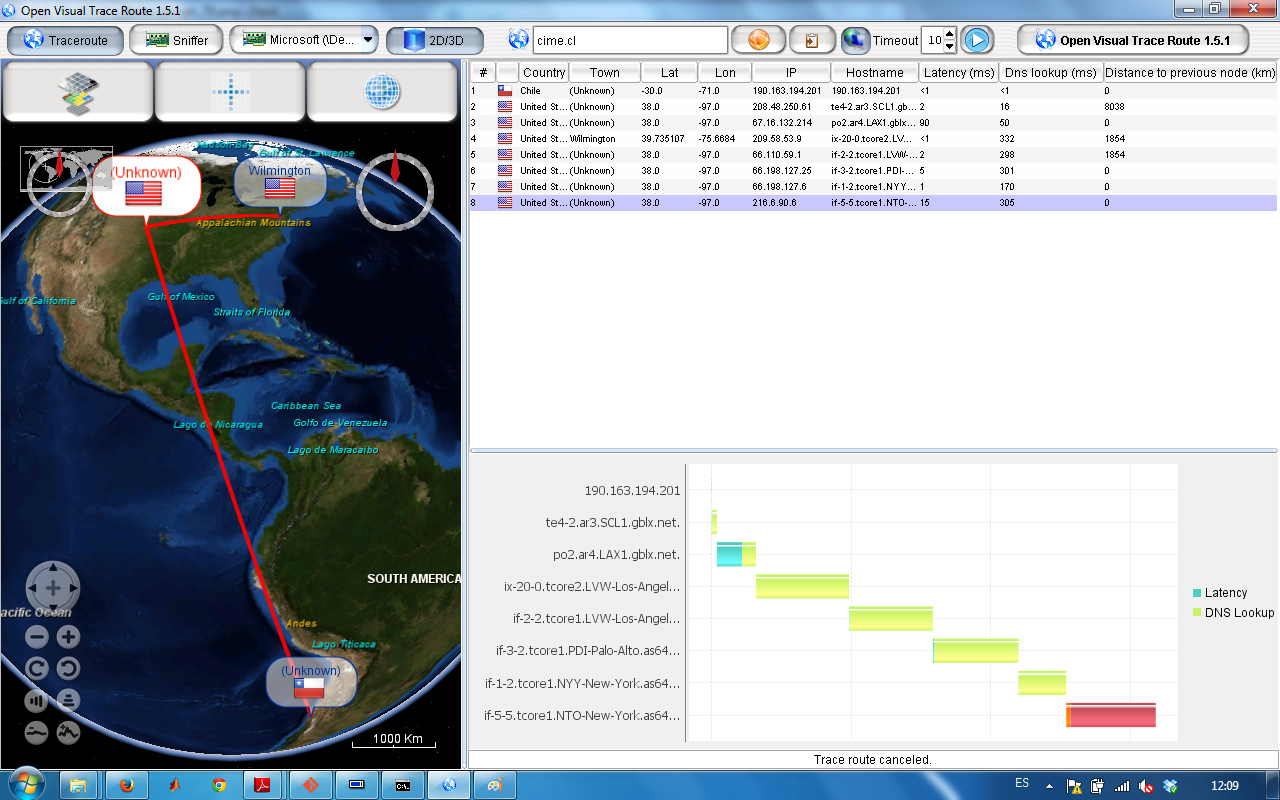 Open Visual Trace Route 1.5.1
Traceroute
Sniffer
Microsoft (\De...
2D/3D
cime.cl
Timeout 10
Open Visual Trace Route 1.5.1
# Country Town Lat Lon IP Hostname Latency (ms) Dns lookup (ms) Distance to previous node (km)
1 Chile (Unknown) -30.0 -71.0 190.163.194.201 190.163.194.201 <1 <1 0
2 United St... (Unknown) 38.0 -97.0 208.48.250.61 te4-2.ar3.SCL1.gb... 2 16 8038
3 United St... (Unknown) 38.0 -97.0 67.16.132.214 po2.ar4.LAX1.gblx... 90 50 0
4 United St... Wilmington 39.735107 -75.6684 209.58.53.9 ix-20-0.tcore2.LV... <1 332 1854
5 United St... (Unknown) 38.0 -97.0 66.110.59.1 if-2-2.tcore1.LVW-... 2 298 1854
6 United St... (Unknown) 38.0 -97.0 66.198.127.25 if-3-2.tcore1.PDI-... 5 301 0
7 United St... (Unknown) 38.0 -97.0 66.198.127.6 if-1-2.tcore1.NYY... 1 170 0
8 United St... (Unknown) 38.0 -97.0 216.6.90.6 if-5-5.tcore1.NTO-... 15 305 0
Hudson Bay
Gulf of St. Lawrence
(Unknown)
Wilmington
Appalachian Mountains
Gulf of California
Gulf of Mexico
Straits of Florida
Caribbean Sea
Lago de Nicaragua
Golfo de Venezuela
Lago de Maracaibo
SOUTH AMERICA
acific Ocean
Andes
Lago Titicaca
(Unknown)
1000 Km
190.163.194.201
te4-2.ar3.SCL1.gblx.net.
po2.ar4.LAX1.gblx.net.
ix-20-0.tcore2.LVW-Los-Angel...
if-2-2.tcore1.LVW-Los-Angel...
if-3-2.tcore1.PDI-Palo-Alto.as64...
if-1-2.tcore1.NYY-New-York.as64...
if-5-5.tcore1.NTO-New-York.as64...
Latency
DNS Lookup
Trace route canceled.
ES
12:09